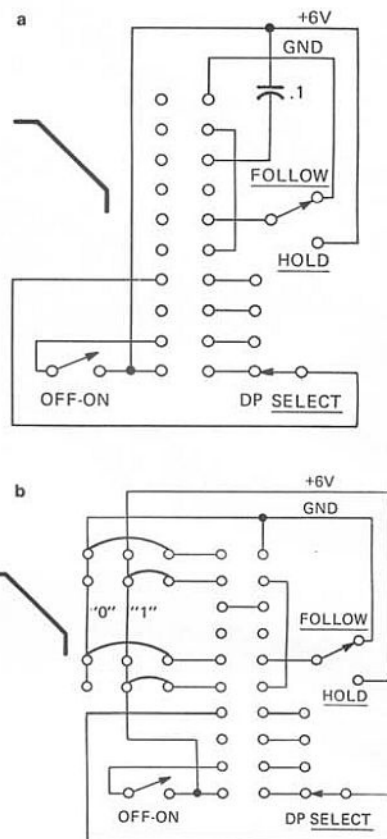 a
+6V
GND
.1
FOLLOW
HOLD
OFF-ON
DP SELECT
b
+6V
GND
"0" "1"
FOLLOW
HOLD
OFF-ON
DP SELECT